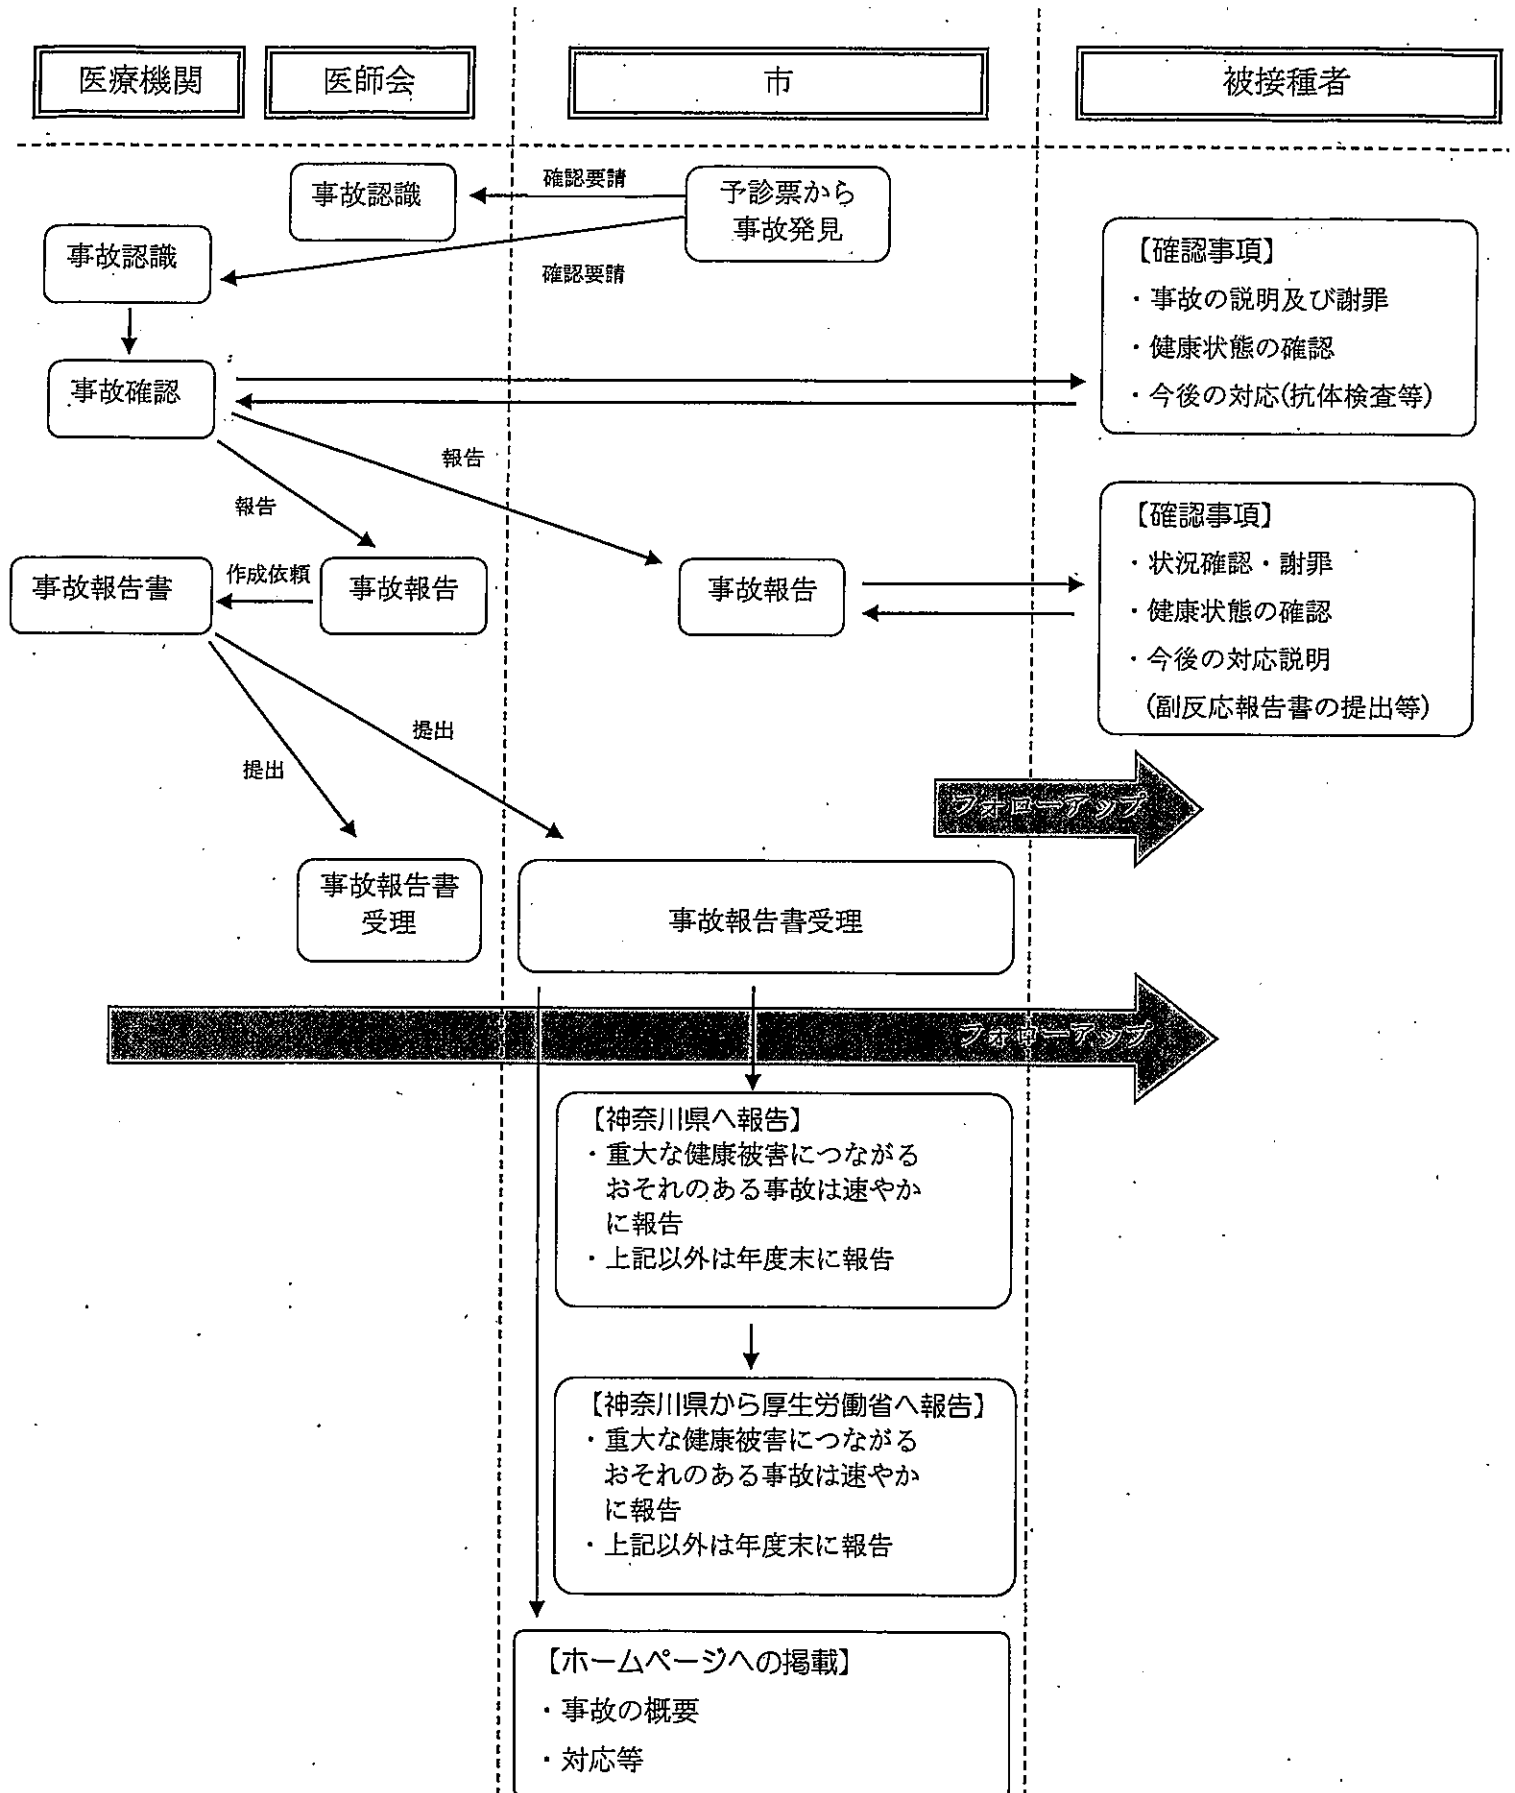 医療機関
医師会
市
被接種者
事故認識
確認要請
予診票から
事故発見
事故認識
確認要請
【確認事項】
・事故の説明及び謝罪
・健康状態の確認
・今後の対応(抗体検査等)
事故確認
報告
報告
【確認事項】
・状況確認・謝罪
・健康状態の確認
・今後の対応説明
(副反応報告書の提出等)
事故報告書
作成依頼
事故報告
事故報告
提出
提出
フォローアップ
事故報告書
受理
事故報告書受理
フォローアップ
【神奈川県へ報告】
・重大な健康被害につながる
おそれのある事故は速やか
に報告
・上記以外は年度末に報告
【神奈川県から厚生労働省へ報告】
・重大な健康被害につながる
おそれのある事故は速やか
に報告
・上記以外は年度末に報告
【ホームページへの掲載】
・事故の概要
・対応等